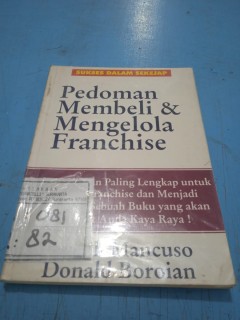 SUKSES DALAM SEKEJAP
Pedoman
Membeli &
Mengelola
Franchise
n Paling Lengkap untuk
Franchise dan Menjadi
Sebuah Buku yang akan
Anda Kaya Raya !
081
82
Mancuso
Donald Boroian